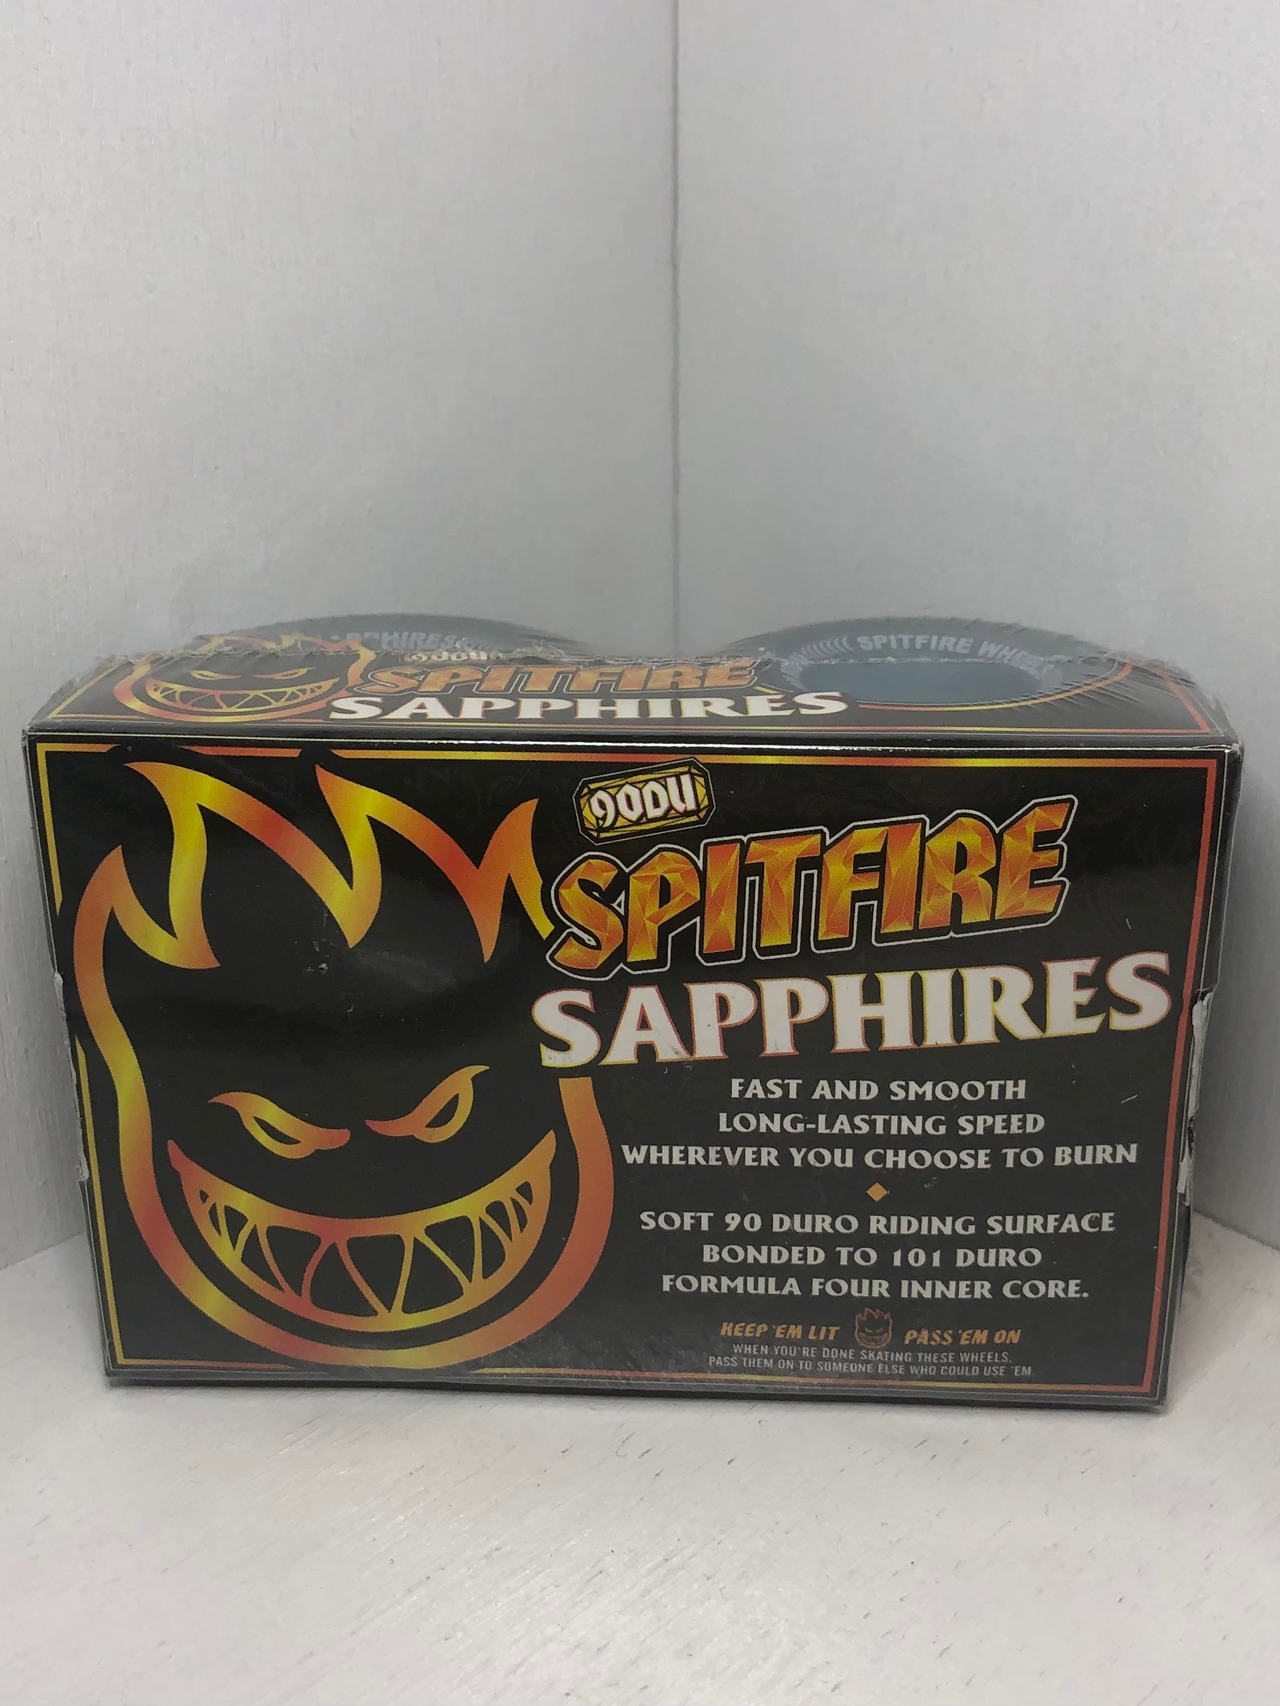 PHIRES
SPITFIRE WHEELS
90DU
SPITFIRE
SAPPHIRES
90DU
SPITFIRE
SAPPHIRES
FAST AND SMOOTH
LONG-LASTING SPEED
WHEREVER YOU CHOOSE TO BURN
SOFT 90 DURO RIDING SURFACE
BONDED TO 101 DURO
FORMULA FOUR INNER CORE.
KEEP 'EM LIT PASS 'EM ON
WHEN YOU'RE DONE SKATING THESE WHEELS,
PASS THEM ON TO SOMEONE ELSE WHO COULD USE 'EM.